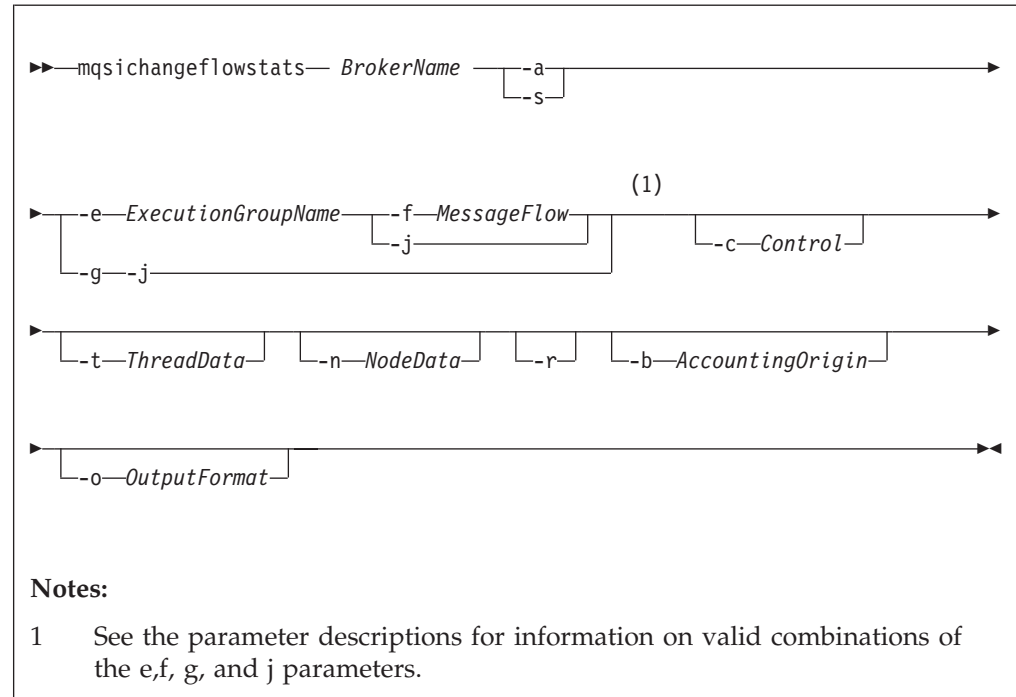 mqsichangeflowstats BrokerName -a
-s
(1)
-e ExecutionGroupName -f MessageFlow
-j -c Control
-g -j
-t ThreadData -n NodeData -r -b AccountingOrigin
-o OutputFormat
Notes:
1 See the parameter descriptions for information on valid combinations of
the e,f, g, and j parameters.